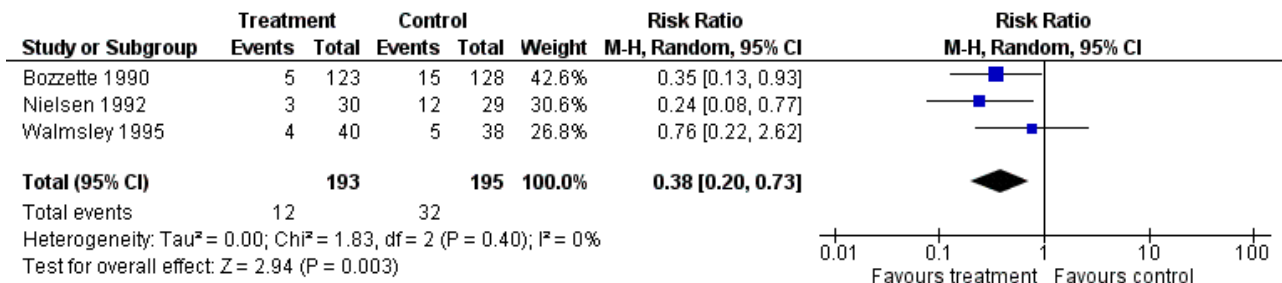 Treatment Control Risk Ratio Risk Ratio
Study or Subgroup Events Total Events Total Weight M-H, Random, 95% CI M-H, Random, 95% CI
Bozzette 1990 5 123 15 128 42.6% 0.35 [0.13, 0.93]
Nielsen 1992 3 30 12 29 30.6% 0.24 [0.08, 0.77]
Walmsley 1995 4 40 5 38 26.8% 0.76 [0.22, 2.62]
Total (95% CI) 193 195 100.0% 0.38 [0.20, 0.73]
Total events 12 32
Heterogeneity: Tau² = 0.00; Chi² = 1.83, df = 2 (P = 0.40); I² = 0%
Test for overall effect: Z = 2.94 (P = 0.003)
0.01 0.1 1 10 100
Favours treatment Favours control